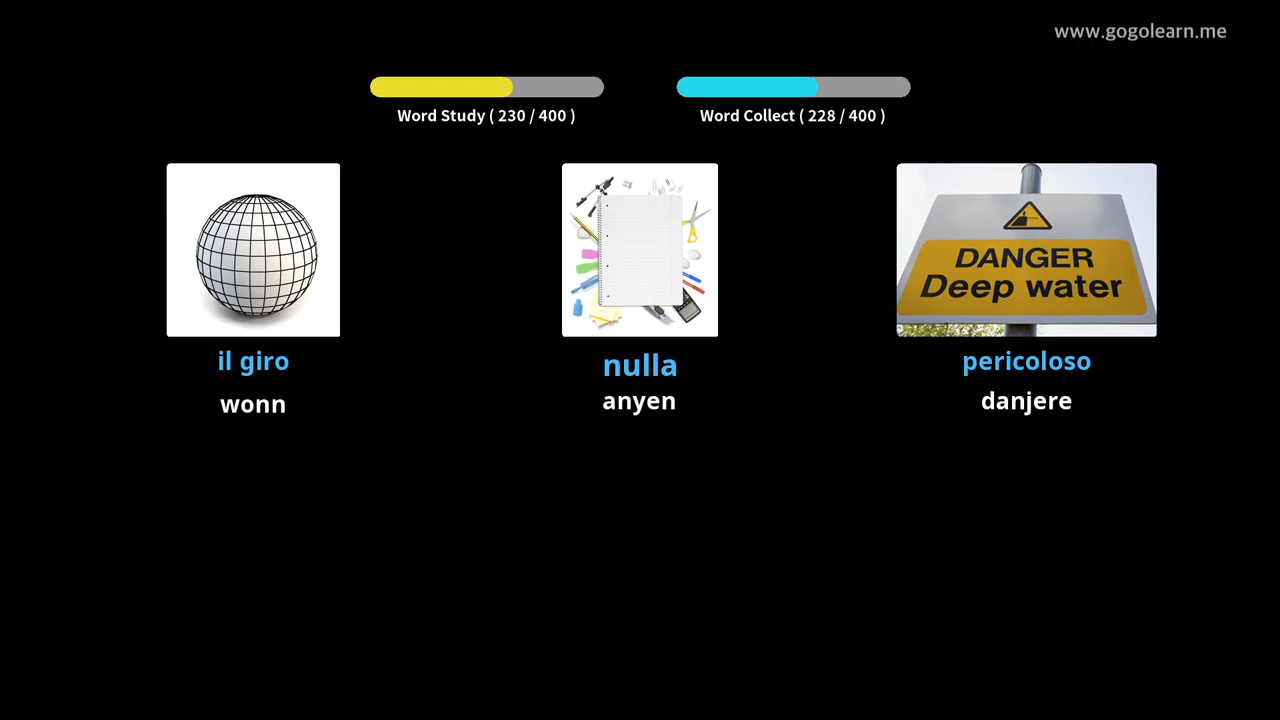 www.gogolearn.me
Word Study ( 230 / 400 )
Word Collect ( 228 / 400 )
DANGER
Deep water
il giro
nulla
pericoloso
wonn
anyen
danjere